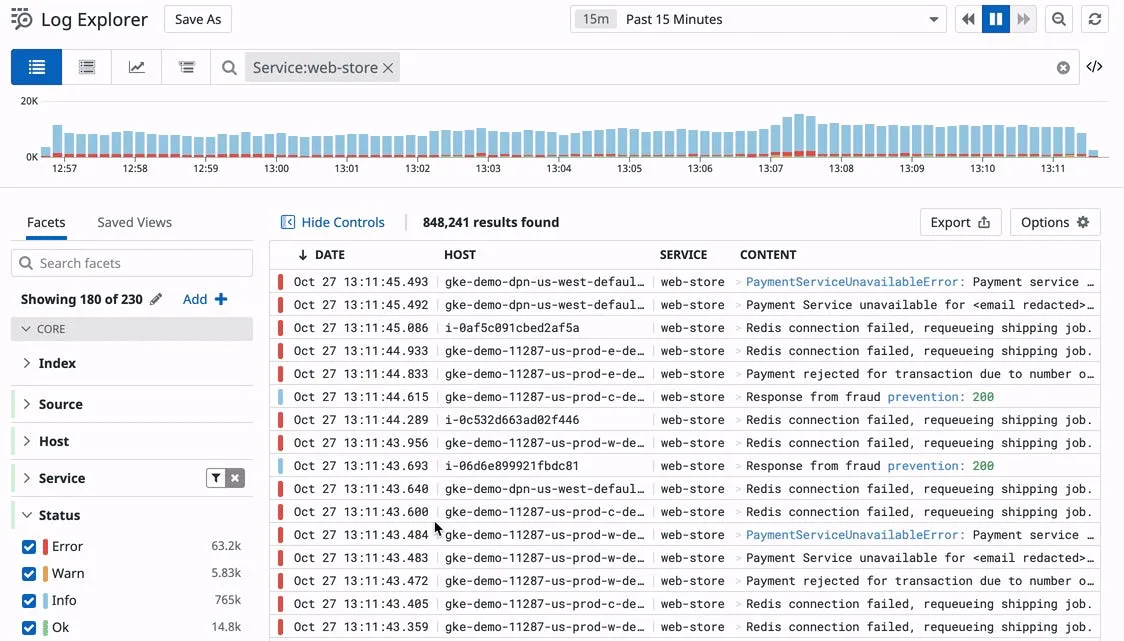 Log Explorer Save As 15m Past 15 Minutes
Service:web-store
20K
0K
12:57 12:58 12:59 13:00 13:01 13:02 13:03 13:04 13:05 13:06 13:07 13:08 13:09 13:10 13:11
Facets Saved Views Hide Controls 848,241 results found Export Options
Search facets
Showing 180 of 230 Add
CORE
Index
Source
Host
Service
Status
Error 63.2k
Warn 5.83k
Info 765k
Ok 14.8k
DATE HOST SERVICE CONTENT
Oct 27 13:11:45.493 gke-demo-dpn-us-west-defaul… web-store PaymentServiceUnavailableError: Payment service …
Oct 27 13:11:45.492 gke-demo-dpn-us-west-defaul… web-store Payment Service unavailable for <email redacted>…
Oct 27 13:11:45.086 i-0af5c091cbed2af5a web-store Redis connection failed, requeueing shipping job.
Oct 27 13:11:44.933 gke-demo-11287-us-prod-e-de… web-store Redis connection failed, requeueing shipping job.
Oct 27 13:11:44.833 gke-demo-11287-us-prod-e-de… web-store Payment rejected for transaction due to number o…
Oct 27 13:11:44.615 gke-demo-11287-us-prod-c-de… web-store Response from fraud prevention: 200
Oct 27 13:11:44.289 i-0c532d663ad02f446 web-store Redis connection failed, requeueing shipping job.
Oct 27 13:11:43.956 gke-demo-11287-us-prod-w-de… web-store Redis connection failed, requeueing shipping job.
Oct 27 13:11:43.693 i-06d6e899921fbdc81 web-store Response from fraud prevention: 200
Oct 27 13:11:43.640 gke-demo-dpn-us-west-defaul… web-store Redis connection failed, requeueing shipping job.
Oct 27 13:11:43.600 gke-demo-11287-us-prod-c-de… web-store Redis connection failed, requeueing shipping job.
Oct 27 13:11:43.484 gke-demo-11287-us-prod-w-de… web-store PaymentServiceUnavailableError: Payment service …
Oct 27 13:11:43.483 gke-demo-11287-us-prod-w-de… web-store Payment Service unavailable for <email redacted>…
Oct 27 13:11:43.472 gke-demo-11287-us-prod-w-de… web-store Payment rejected for transaction due to number o…
Oct 27 13:11:43.405 gke-demo-11287-us-prod-c-de… web-store Redis connection failed, requeueing shipping job.
Oct 27 13:11:43.359 gke-demo-11287-us-prod-w-de… web-store Redis connection failed, requeueing shipping job.